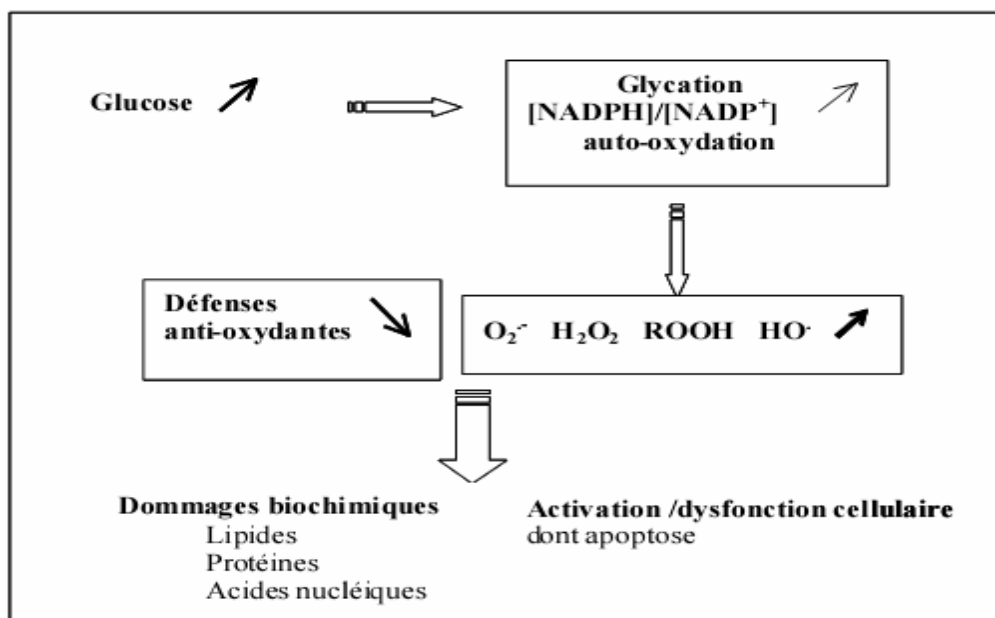 Glucose
Glycation
[NADPH]/[NADP⁺]
auto-oxydation
Défenses
anti-oxydantes
O₂·⁻ H₂O₂ ROOH HO·
Dommages biochimiques
Lipides
Protéines
Acides nucléiques
Activation /dysfonction cellulaire
dont apoptose